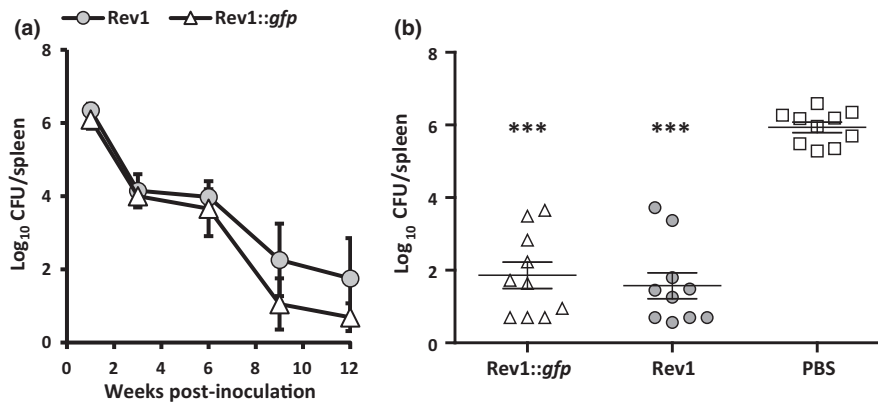 Rev1 Rev1::gfp
(a)
8
6
4
2
0
Log10 CFU/spleen
0 2 4 6 8 10 12
Weeks post-inoculation
(b)
8
6
4
2
0
Log10 CFU/spleen
*** ***
Rev1::gfp Rev1 PBS